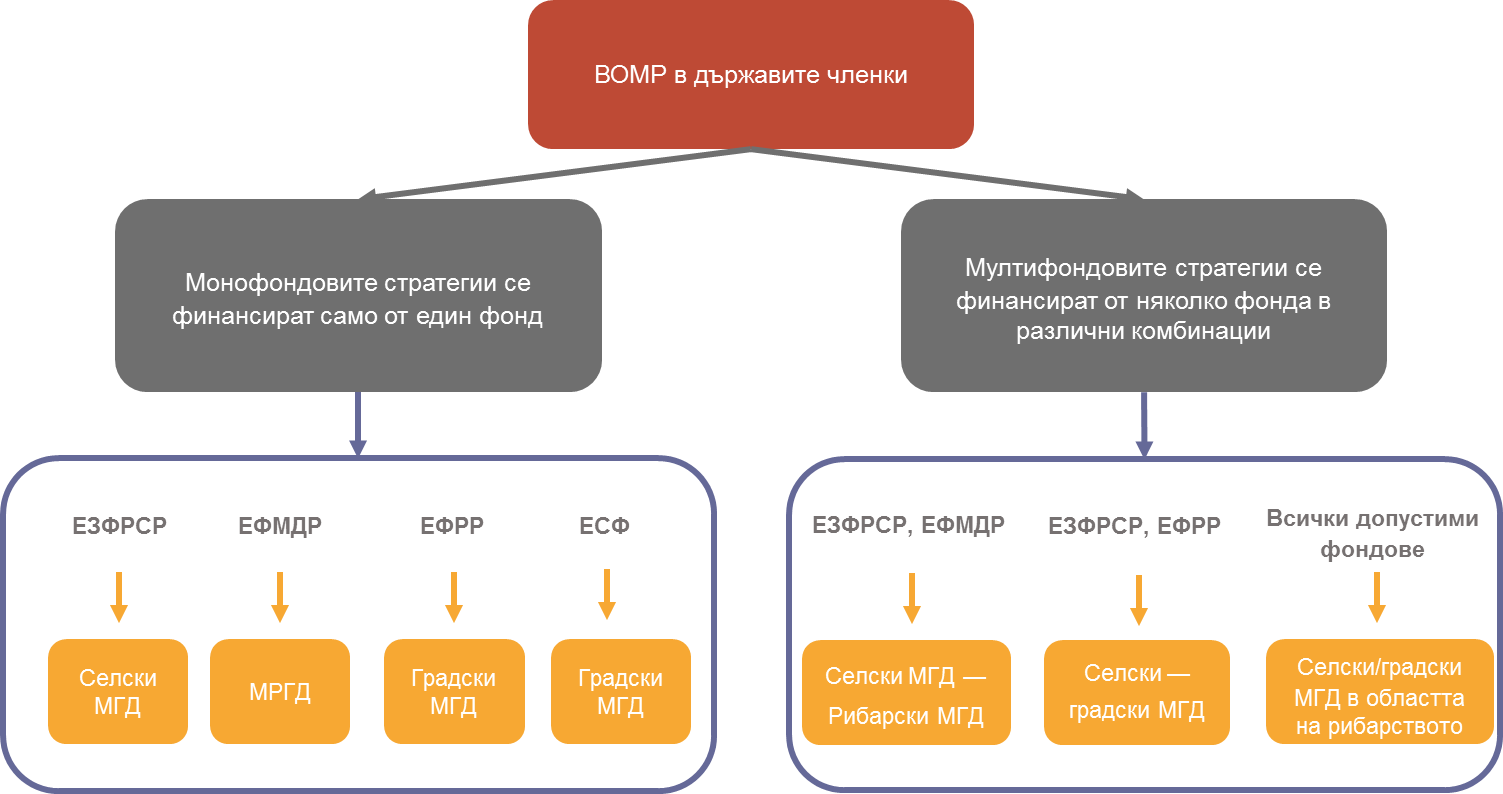 ВОМР в държавите членки
Монофондовите стратегии се
финансират само от един фонд
Мултифондовите стратегии се
финансират от няколко фонда в
различни комбинации
ЕЗФРСР
ЕФМДР
ЕФРР
ЕСФ
Селски
МГД
МРГД
Градски
МГД
Градски
МГД
ЕЗФРСР, ЕФМДР
ЕЗФРСР, ЕФРР
Всички допустими
фондове
Селски МГД —
Рибарски МГД
Селски —
градски МГД
Селски/градски
МГД в областта
на рибарството